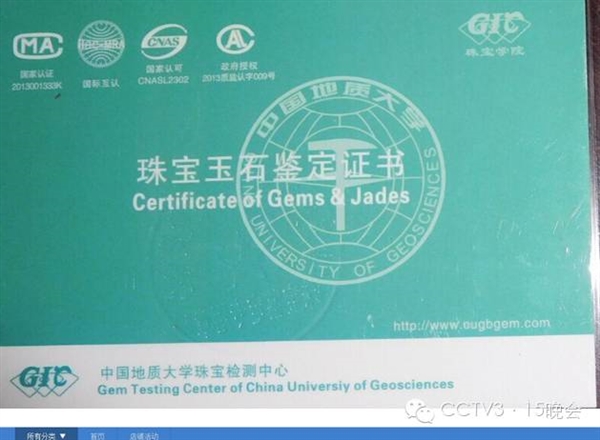 CMA
国家认证
2013001333K
ilac-MRA
国际互认
CNAS
国家认可
CNASL2302
CAL
政府授权
2013质监认字009号
GIC
珠宝学院
中国地质大学
CHINA UNIVERSITY OF GEOSCIENCES
珠宝玉石鉴定证书
Certificate of Gems & Jades
http://www.eugbgem.com
GIC
中国地质大学珠宝检测中心
Gem Testing Center of China Universiy of Geosciences
CCTV3·15晚会
所有分类 ▼ 首页 店铺活动